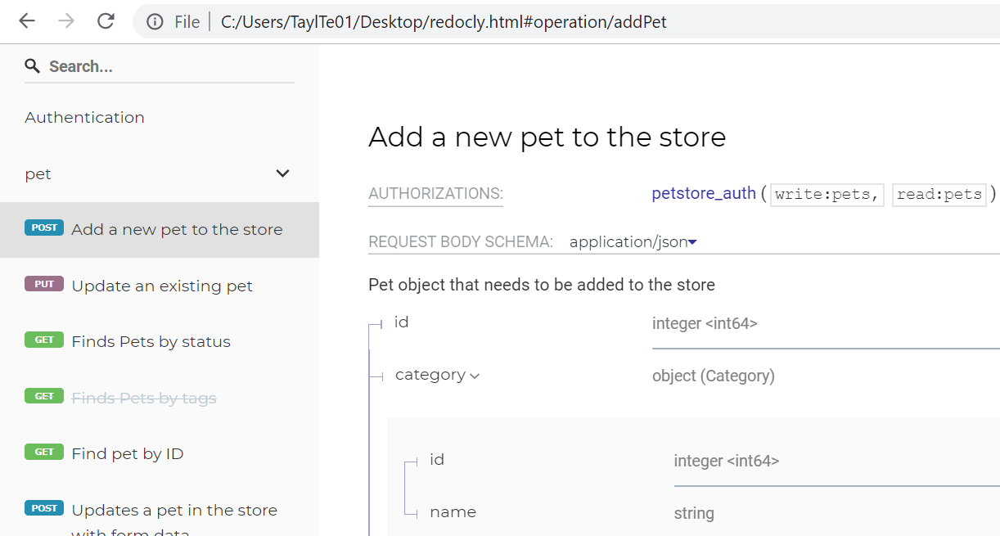 File C:/Users/TaylTe01/Desktop/redocly.html#operation/addPet
Search...
Authentication
pet
POST Add a new pet to the store
PUT Update an existing pet
GET Finds Pets by status
GET Finds Pets by tags
GET Find pet by ID
POST Updates a pet in the store
with form data
Add a new pet to the store
AUTHORIZATIONS: petstore_auth ( write:pets, read:pets )
REQUEST BODY SCHEMA: application/json
Pet object that needs to be added to the store
id integer <int64>
category object (Category)
id integer <int64>
name string